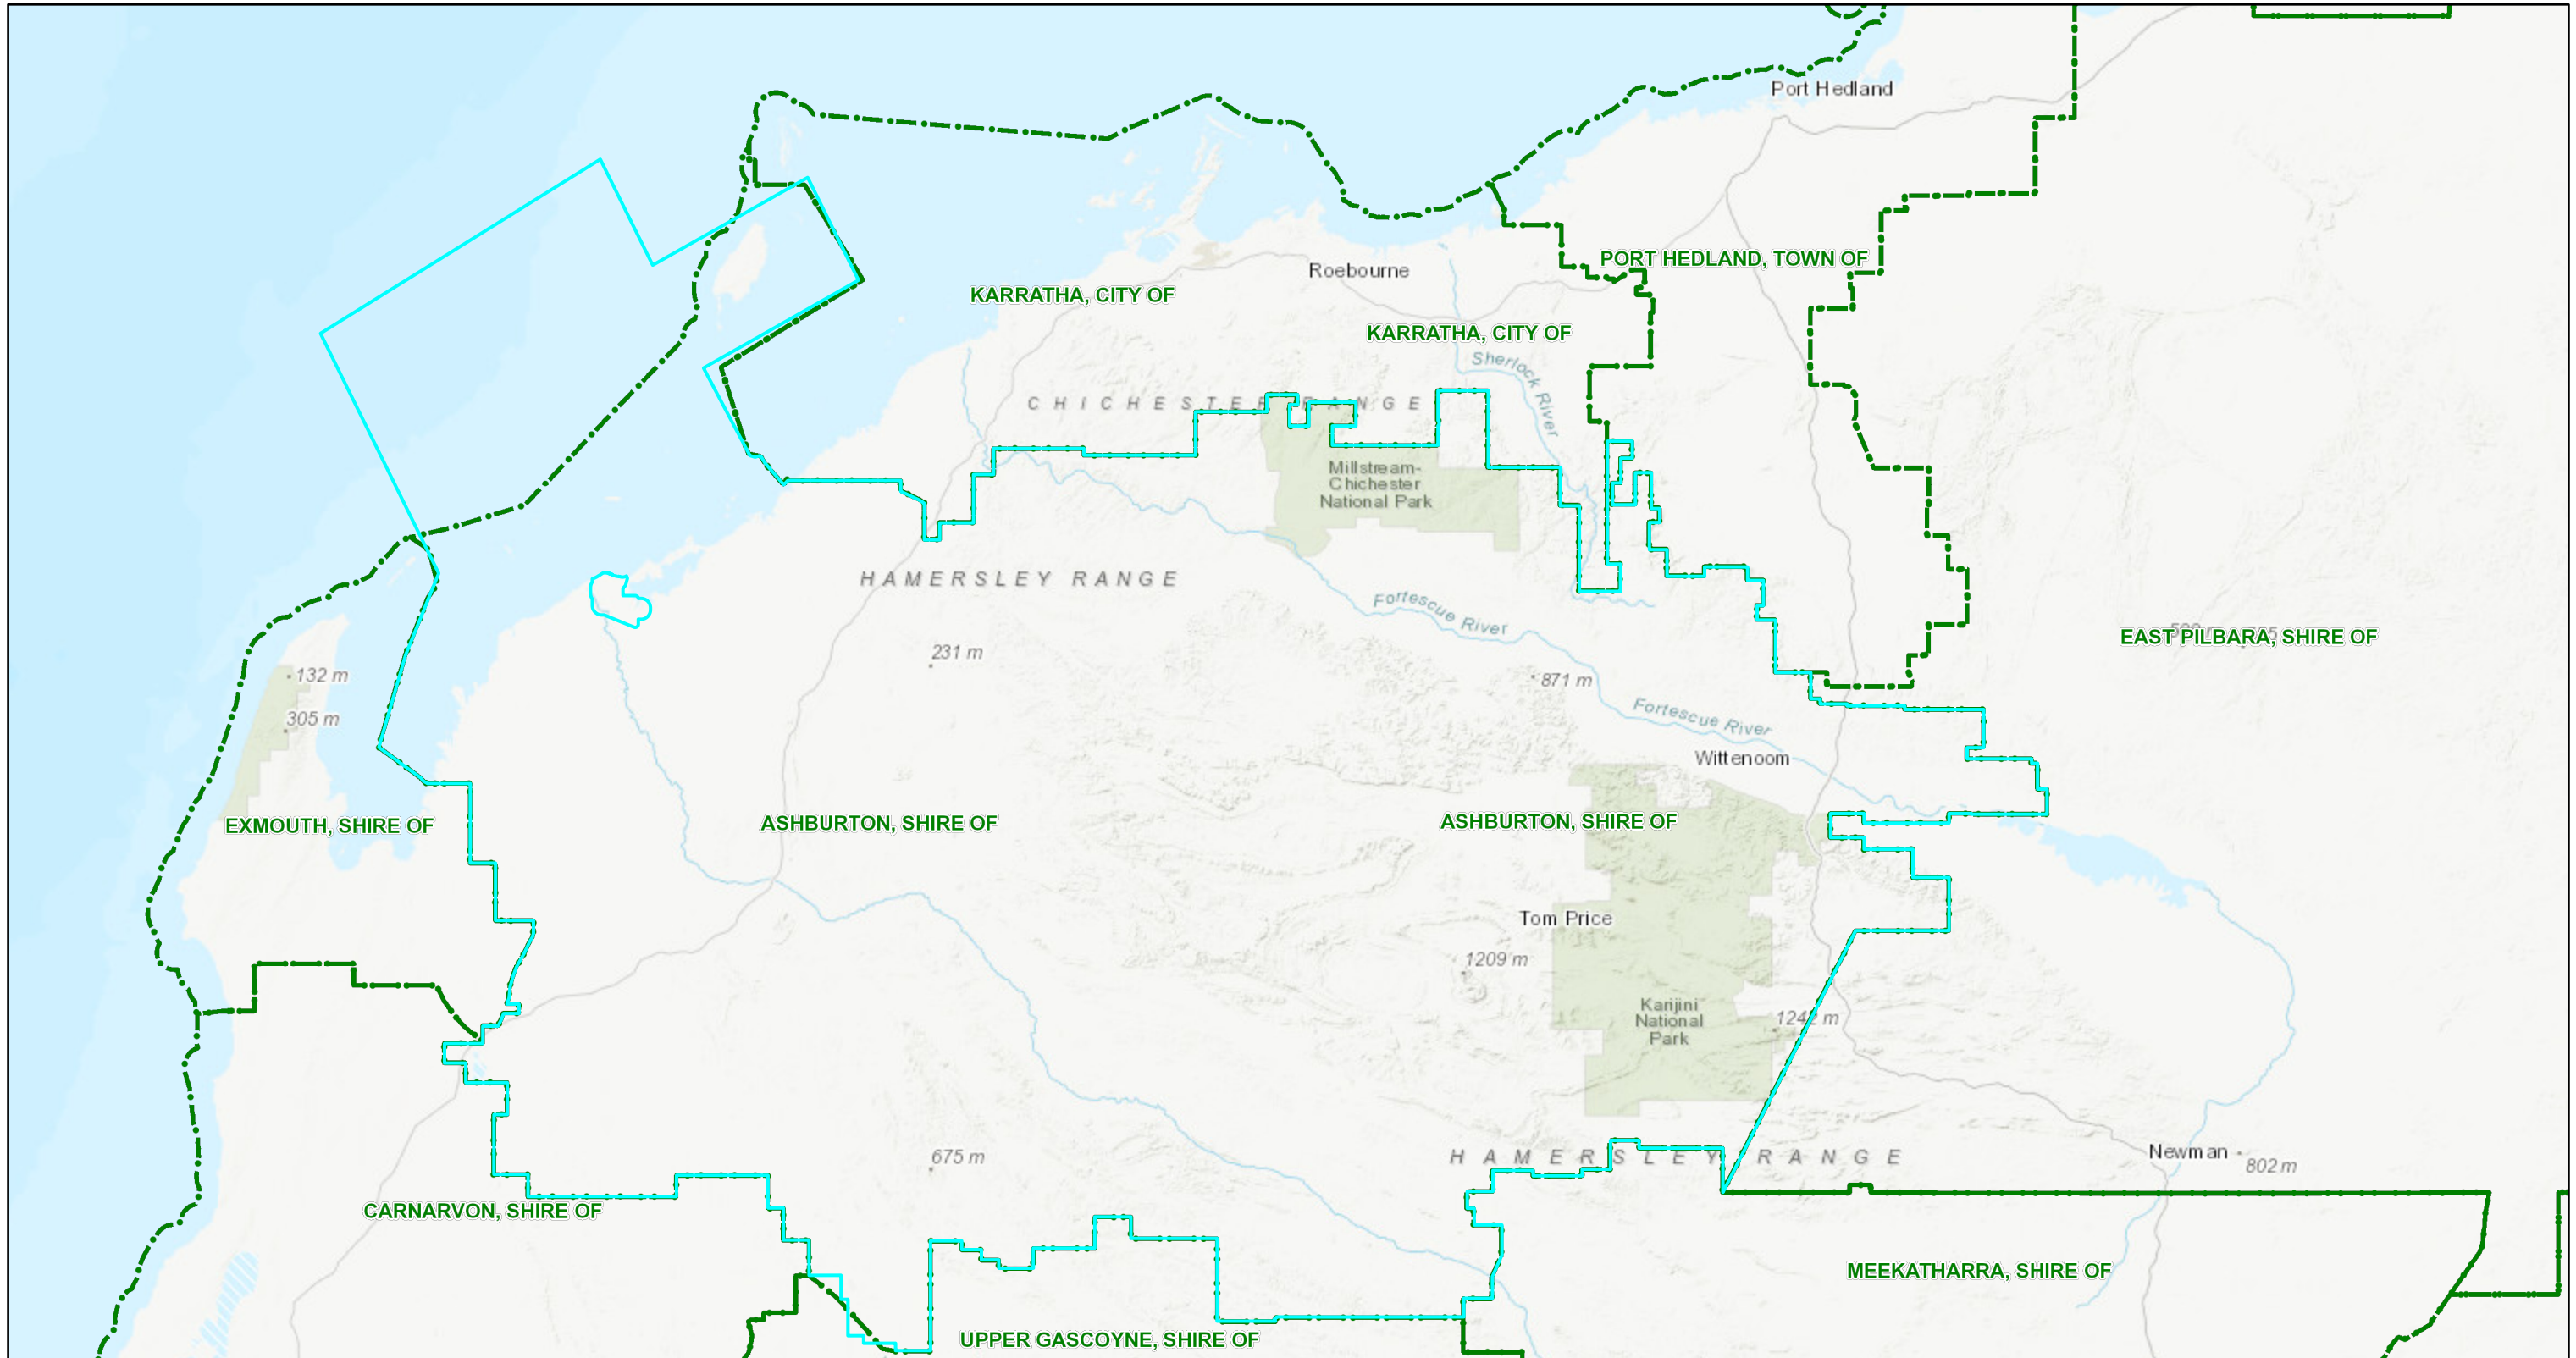 Port Hedland
PORT HEDLAND, TOWN OF
Roebourne
KARRATHA, CITY OF
KARRATHA, CITY OF
Sherlock River
CHICHESTER RANGE
Millstream-
Chichester
National Park
HAMERSLEY RANGE
Fortescue River
EAST PILBARA, SHIRE OF
231 m
132 m
871 m
305 m
Fortescue River
Wittenoom
EXMOUTH, SHIRE OF
ASHBURTON, SHIRE OF
ASHBURTON, SHIRE OF
Tom Price
1209 m
Karijini
National
Park
HAMERSLEY RANGE
675 m
Newman
802 m
CARNARVON, SHIRE OF
MEEKATHARRA, SHIRE OF
UPPER GASCOYNE, SHIRE OF